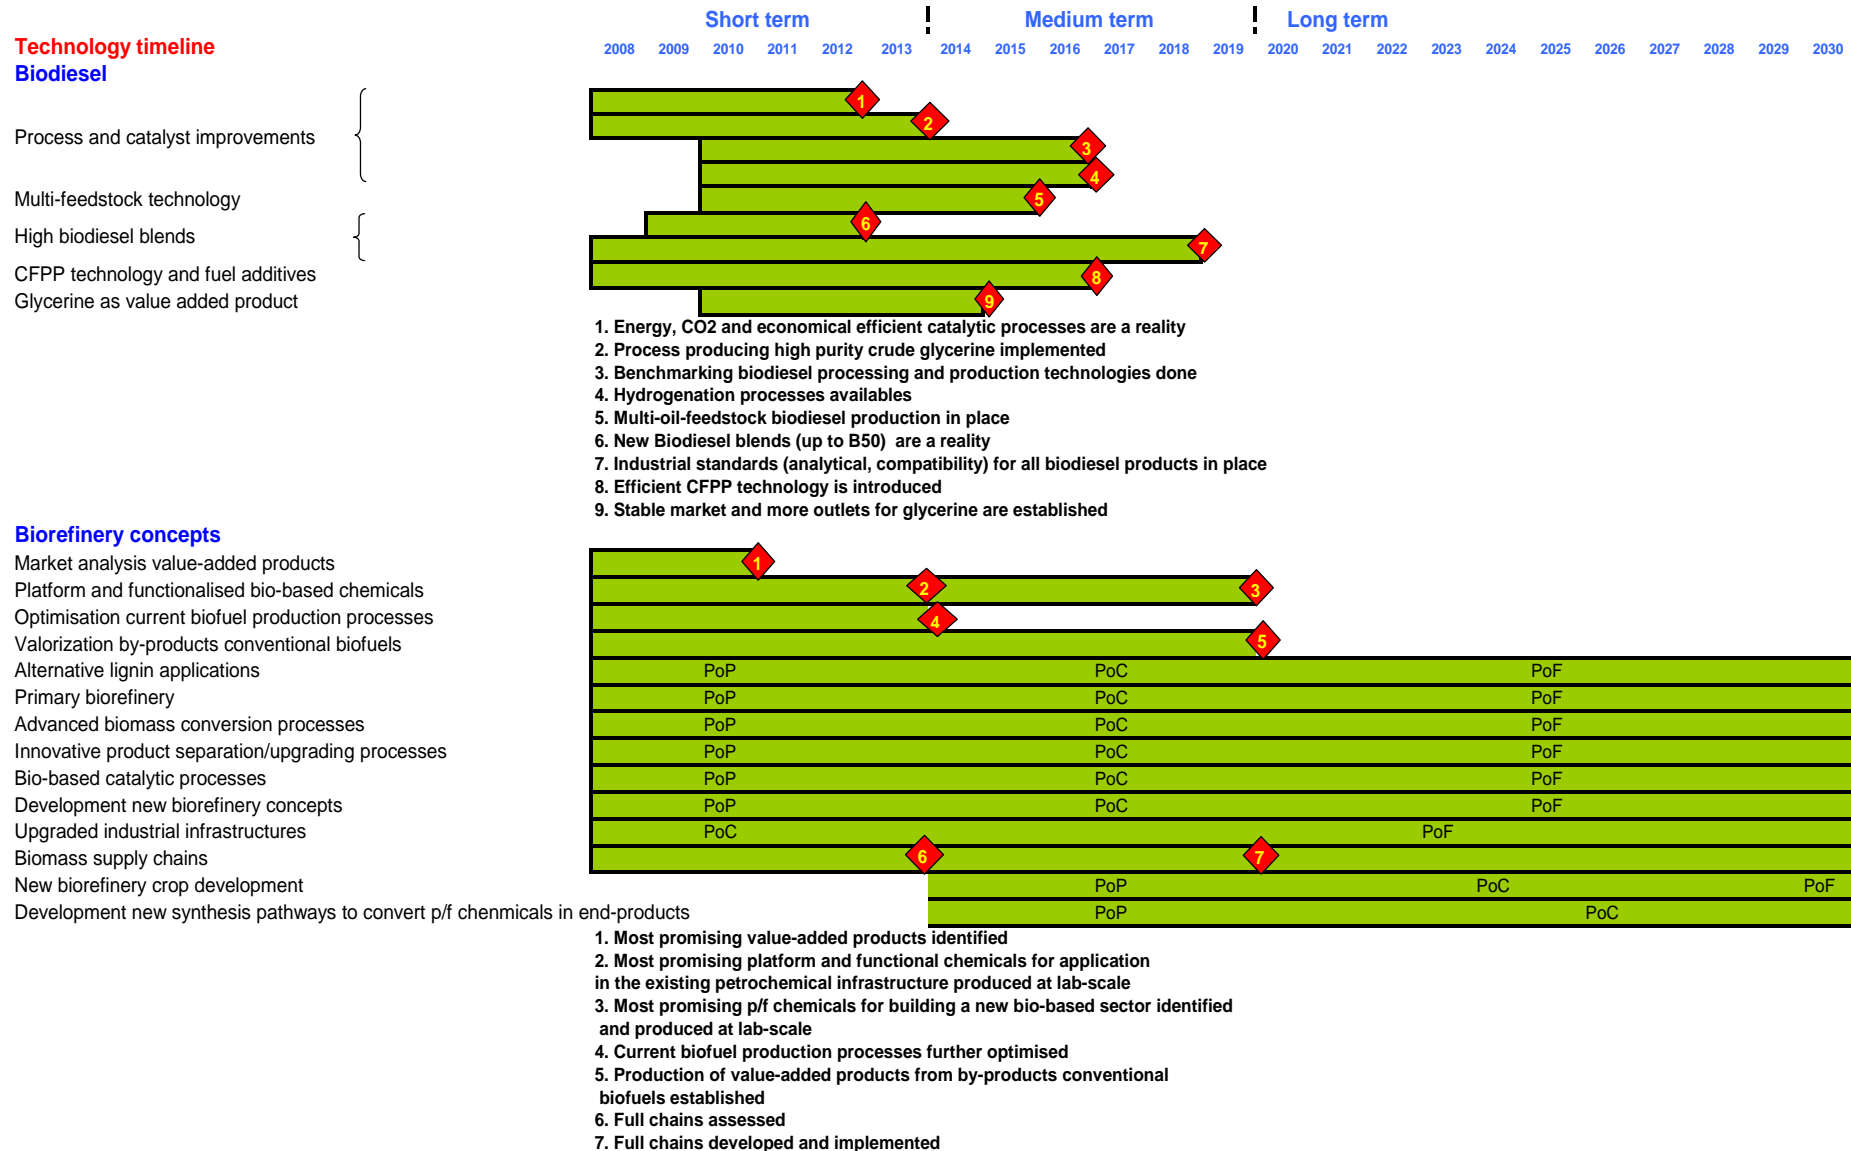 Short term Medium term Long term
Technology timeline 2008 2009 2010 2011 2012 2013 2014 2015 2016 2017 2018 2019 2020 2021 2022 2023 2024 2025 2026 2027 2028 2029 2030
Biodiesel
1
2
Process and catalyst improvements
3
4
Multi-feedstock technology 5
6
High biodiesel blends
7
CFPP technology and fuel additives 8
Glycerine as value added product 9
1. Energy, CO2 and economical efficient catalytic processes are a reality
2. Process producing high purity crude glycerine implemented
3. Benchmarking biodiesel processing and production technologies done
4. Hydrogenation processes availables
5. Multi-oil-feedstock biodiesel production in place
6. New Biodiesel blends (up to B50) are a reality
7. Industrial standards (analytical, compatibility) for all biodiesel products in place
8. Efficient CFPP technology is introduced
9. Stable market and more outlets for glycerine are established
Biorefinery concepts
Market analysis value-added products 1
Platform and functionalised bio-based chemicals 2 3
Optimisation current biofuel production processes 4
Valorization by-products conventional biofuels 5
Alternative lignin applications PoP PoC PoF
Primary biorefinery PoP PoC PoF
Advanced biomass conversion processes PoP PoC PoF
Innovative product separation/upgrading processes PoP PoC PoF
Bio-based catalytic processes PoP PoC PoF
Development new biorefinery concepts PoP PoC PoF
Upgraded industrial infrastructures PoC PoF
Biomass supply chains 6 7
New biorefinery crop development PoP PoC PoF
Development new synthesis pathways to convert p/f chenmicals in end-products PoP PoC
1. Most promising value-added products identified
2. Most promising platform and functional chemicals for application
in the existing petrochemical infrastructure produced at lab-scale
3. Most promising p/f chemicals for building a new bio-based sector identified
and produced at lab-scale
4. Current biofuel production processes further optimised
5. Production of value-added products from by-products conventional
biofuels established
6. Full chains assessed
7. Full chains developed and implemented